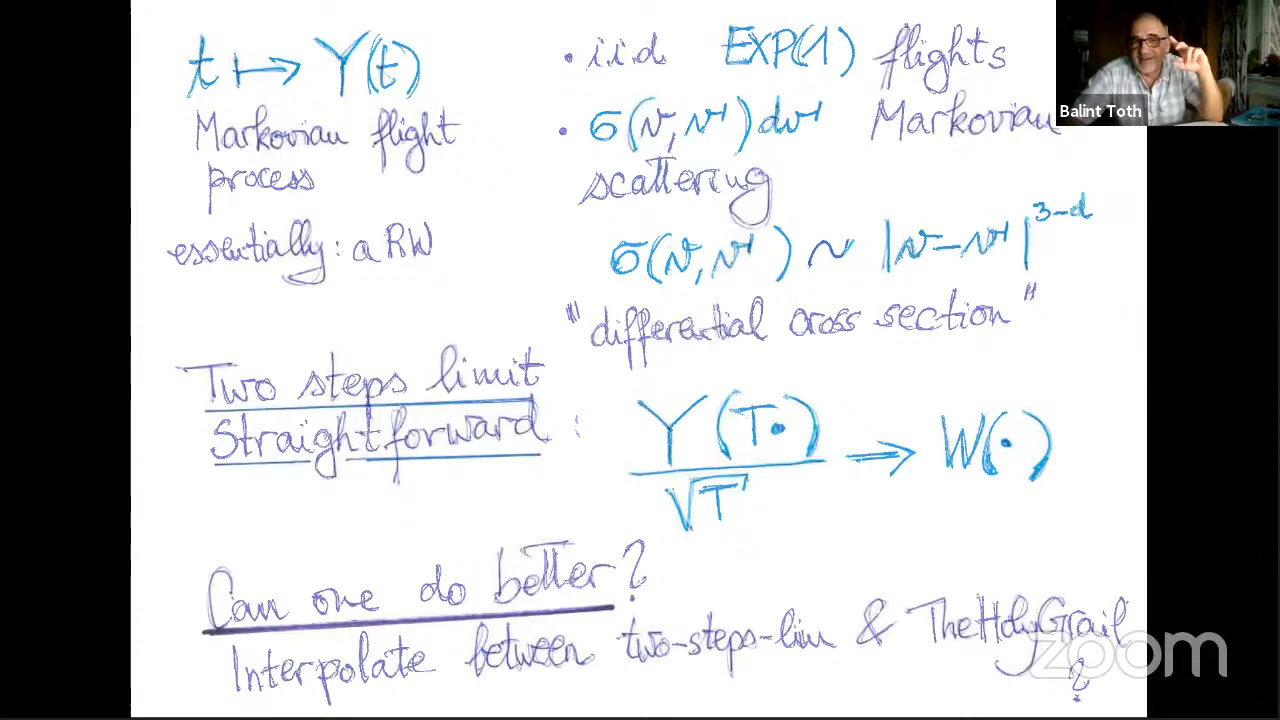 t ↦ Y(t)
Markovian flight
process
essentially: a RW
• i.i.d EXP(1) flights
• σ(v, v') dv' Markovian
scattering
σ(v, v') ~ |v - v'|^{3-d}
"differential cross section"
Two steps limit
Straightforward :
Y(T•) / √T ⇒ W(•)
Can one do better?
Interpolate between two-steps-lim & The Holy Grail
?
Balint Toth
zoom